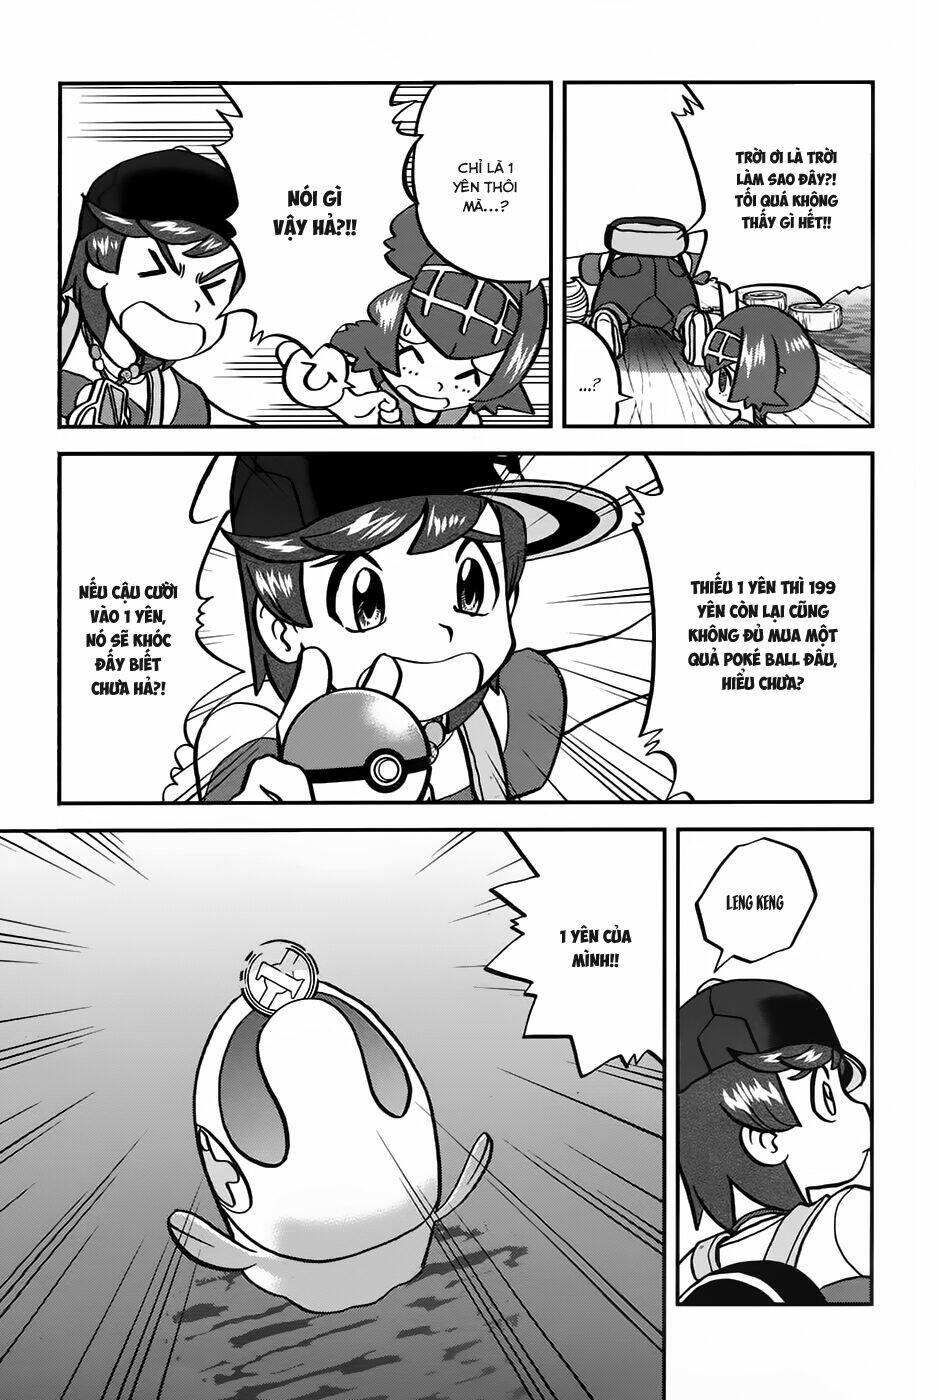 TRỜI ƠI LÀ TRỜI
LÀM SAO ĐÂY?!
TỐI QUÁ KHÔNG
THẤY GÌ HẾT!!
...?
CHỈ LÃ 1
YÊN THÔI
MÃ...?
NÓI GÌ
VẬY HẢ?!!
THIẾU 1 YÊN THÌ 199
YÊN CÒN LẠI CŨNG
KHÔNG ĐỦ MUA MỘT
QUẢ POKÉ BALL ĐÂU,
HIỂU CHƯA?
NẾU CẬU CƯỜI
VÀO 1 YÊN,
NÓ SẼ KHÓC
ĐẤY BIẾT
CHƯA HẢ?!
LENG KENG
1 YÊN CỦA
MÌNH!!